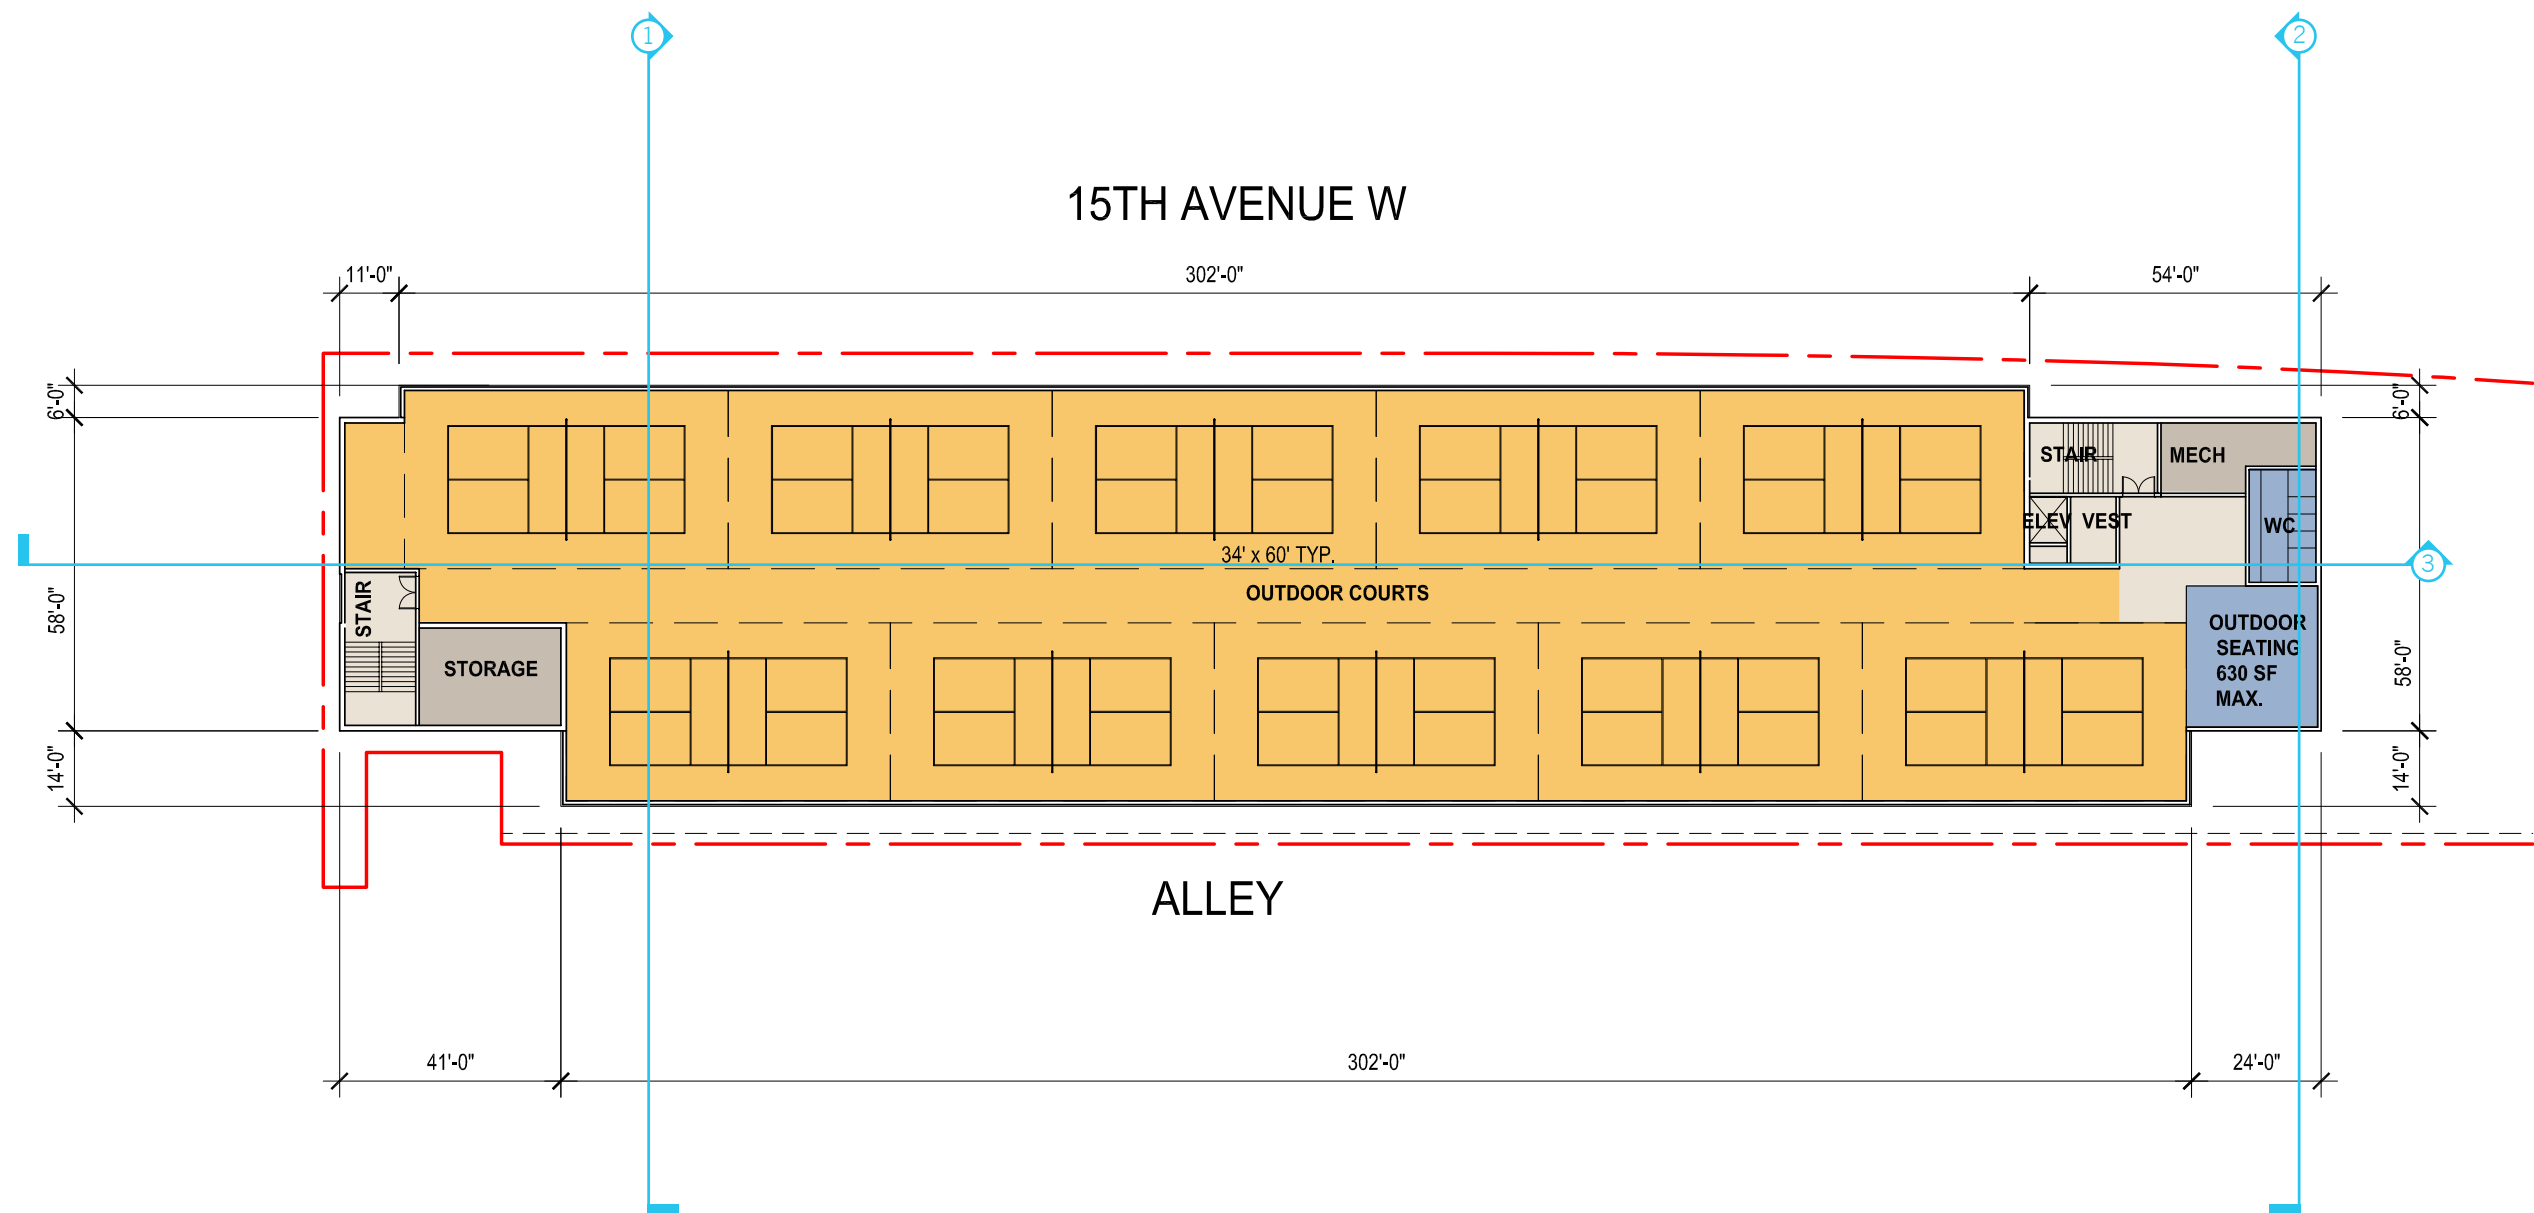 1
2
15TH AVENUE W
11'-0"
302'-0"
54'-0"
6'-0"
6'-0"
STAIR
MECH
ELEV
VEST
WC
34' x 60' TYP.
3
OUTDOOR COURTS
58'-0"
STAIR
STORAGE
OUTDOOR
SEATING
630 SF
MAX.
58'-0"
14'-0"
14'-0"
ALLEY
41'-0"
302'-0"
24'-0"